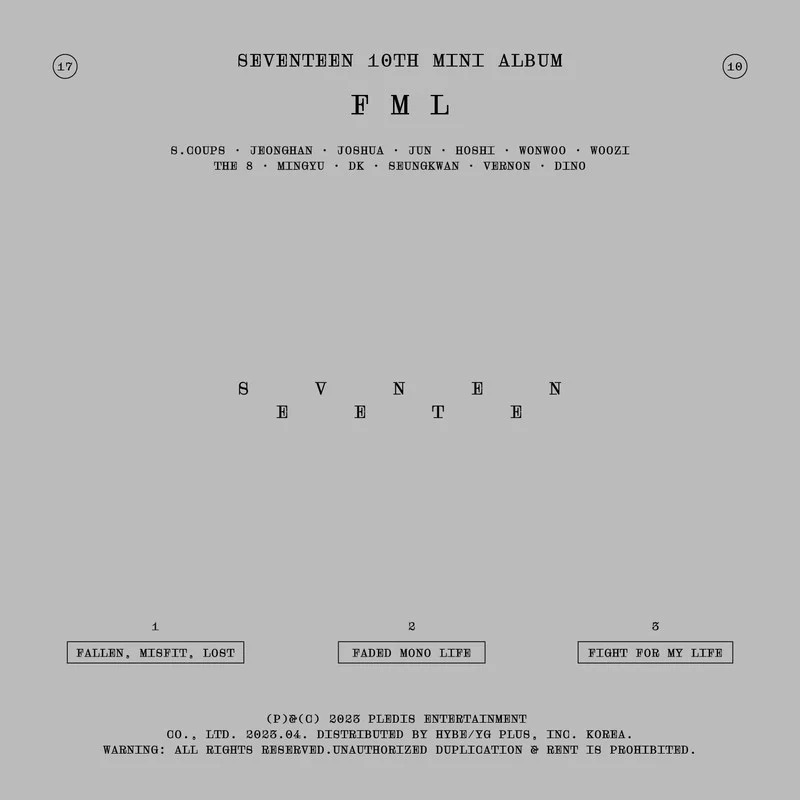 17
SEVENTEEN 10TH MINI ALBUM
10
FML
S.COUPS · JEONGHAN · JOSHUA · JUN · HOSHI · WONWOO · WOOZI
THE 8 · MINGYU · DK · SEUNGKWAN · VERNON · DINO
S V N E N
E E T E
1
2
3
FALLEN, MISFIT, LOST
FADED MONO LIFE
FIGHT FOR MY LIFE
(P)&(C) 2023 PLEDIS ENTERTAINMENT
CO., LTD. 2023.04. DISTRIBUTED BY HYBE/YG PLUS, INC. KOREA.
WARNING: ALL RIGHTS RESERVED.UNAUTHORIZED DUPLICATION & RENT IS PROHIBITED.